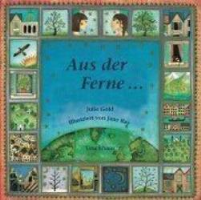 Aus der Ferne ...
Julie Gold
Illustriert von Jane Ray